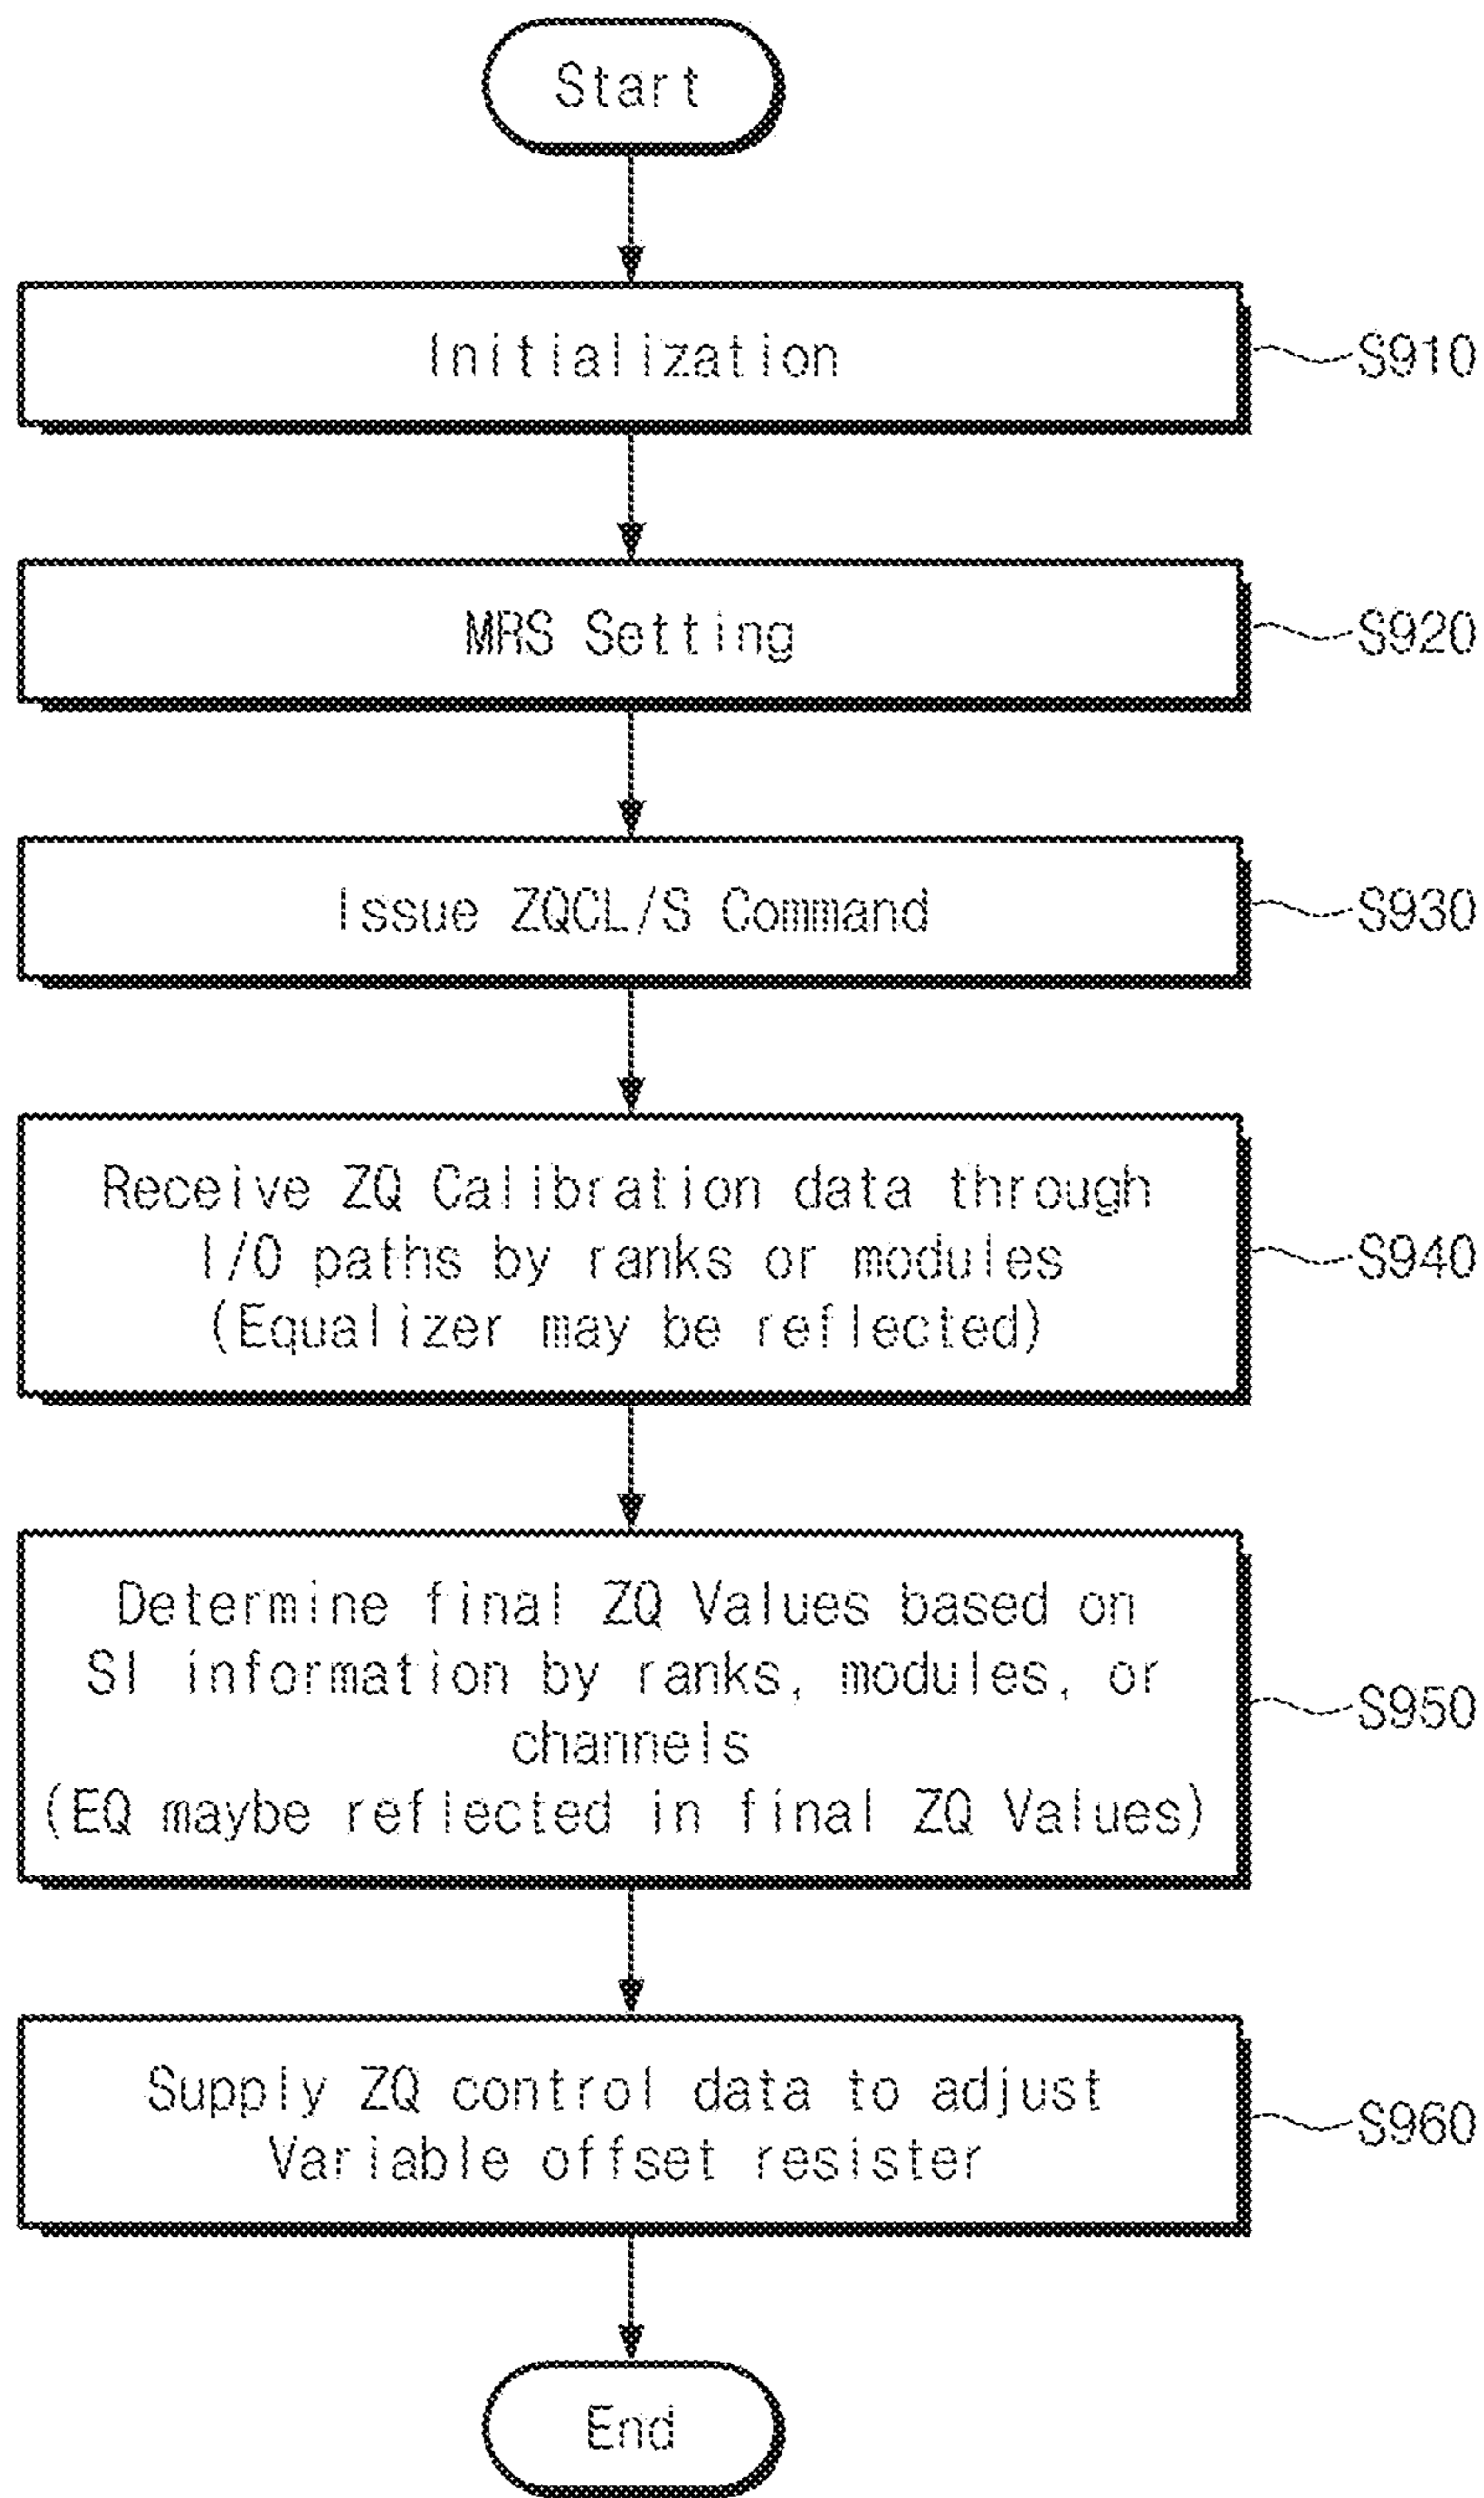 Start
Initialization
S910
MRS Setting
S920
Issue ZQCL/S Command
S930
Receive ZQ Calibration data through
I/O paths by ranks or modules
(Equalizer may be reflected)
S940
Determine final ZQ Values based on
SI information by ranks, modules, or
channels
(EQ maybe reflected in final ZQ Values)
S950
Supply ZQ control data to adjust
Variable offset resister
S960
End